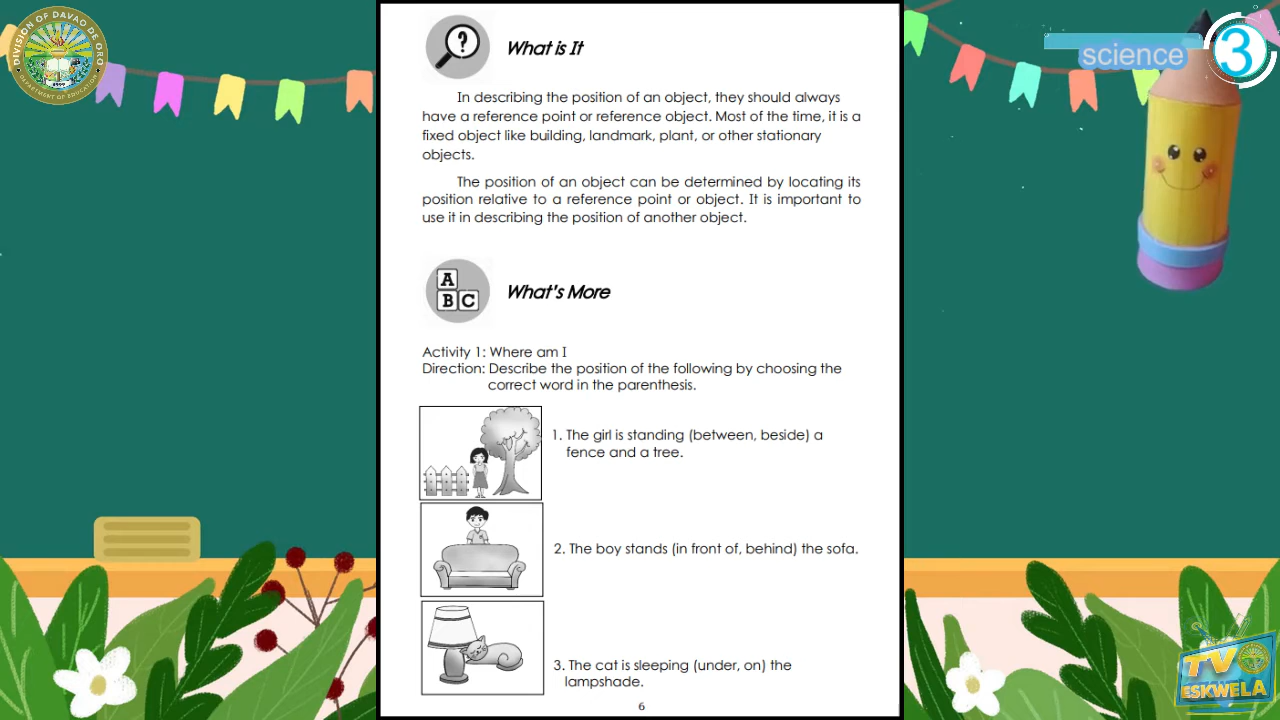 DIVISION OF DAVAO DE ORO
DEPARTMENT OF EDUCATION
science 3
?
What is It
In describing the position of an object, they should always
have a reference point or reference object. Most of the time, it is a
fixed object like building, landmark, plant, or other stationary
objects.
The position of an object can be determined by locating its
position relative to a reference point or object. It is important to
use it in describing the position of another object.
A
B C
What's More
Activity 1: Where am I
Direction: Describe the position of the following by choosing the
correct word in the parenthesis.
1. The girl is standing (between, beside) a
fence and a tree.
2. The boy stands (in front of, behind) the sofa.
3. The cat is sleeping (under, on) the
lampshade.
6
TV
ESKWELA